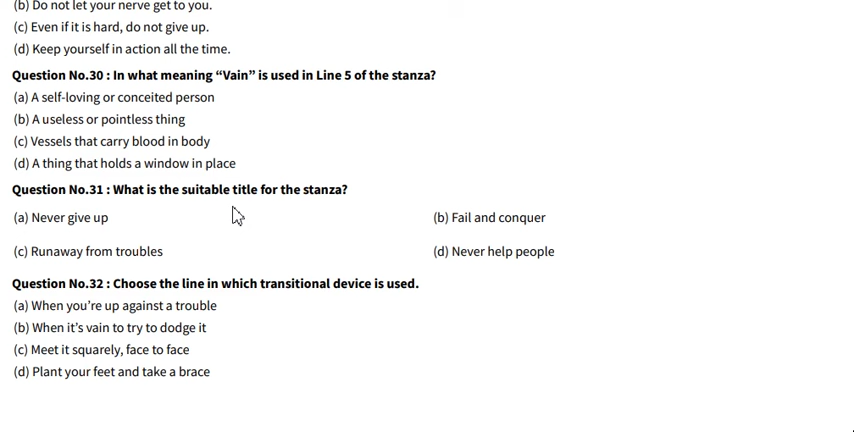 (b) Do not let your nerve get to you.
(c) Even if it is hard, do not give up.
(d) Keep yourself in action all the time.
Question No.30 : In what meaning “Vain” is used in Line 5 of the stanza?
(a) A self-loving or conceited person
(b) A useless or pointless thing
(c) Vessels that carry blood in body
(d) A thing that holds a window in place
Question No.31 : What is the suitable title for the stanza?
(a) Never give up (b) Fail and conquer
(c) Runaway from troubles (d) Never help people
Question No.32 : Choose the line in which transitional device is used.
(a) When you’re up against a trouble
(b) When it’s vain to try to dodge it
(c) Meet it squarely, face to face
(d) Plant your feet and take a brace